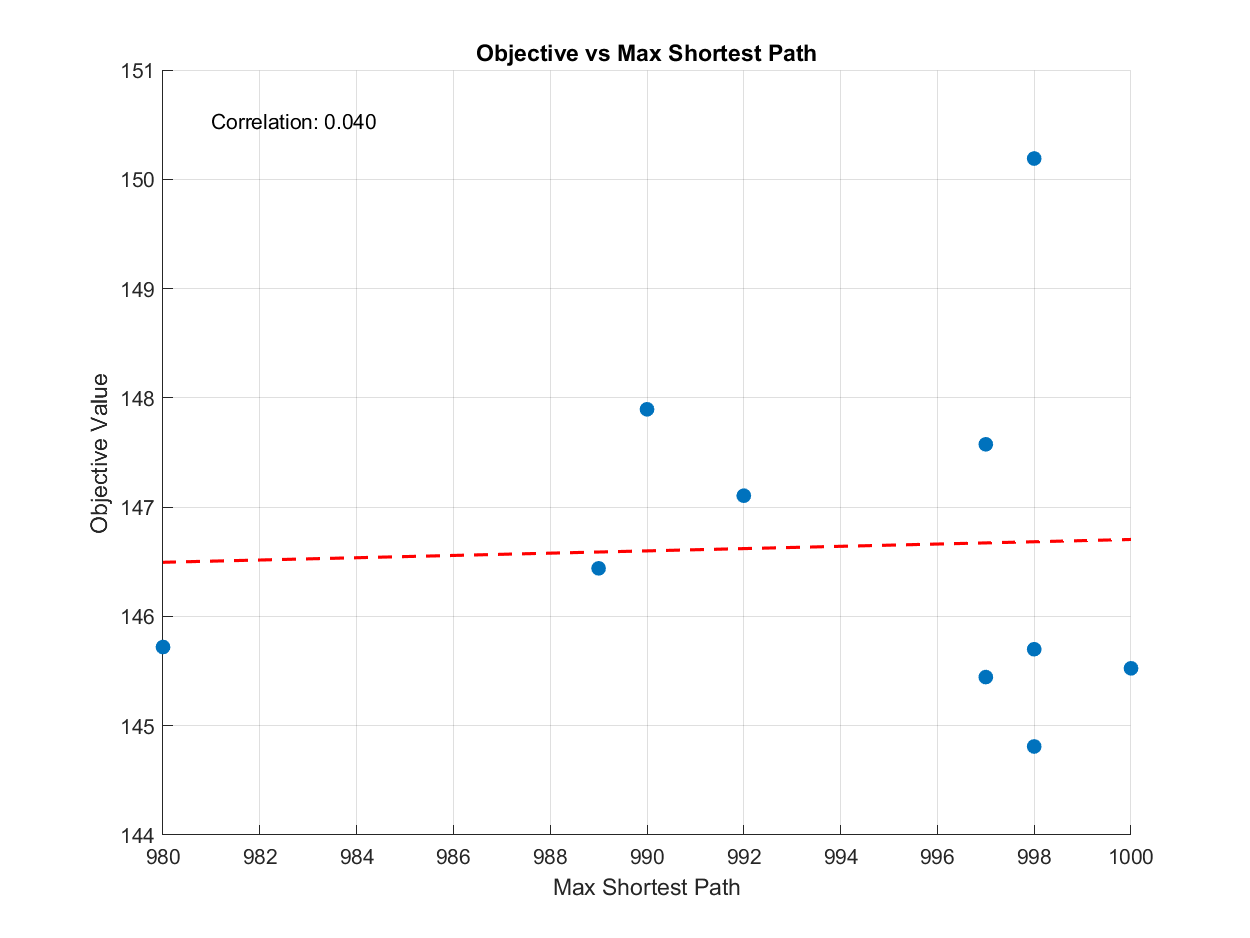 Objective vs Max Shortest Path
Correlation: 0.040
151
150
149
148
147
146
145
144
Objective Value
980 982 984 986 988 990 992 994 996 998 1000
Max Shortest Path